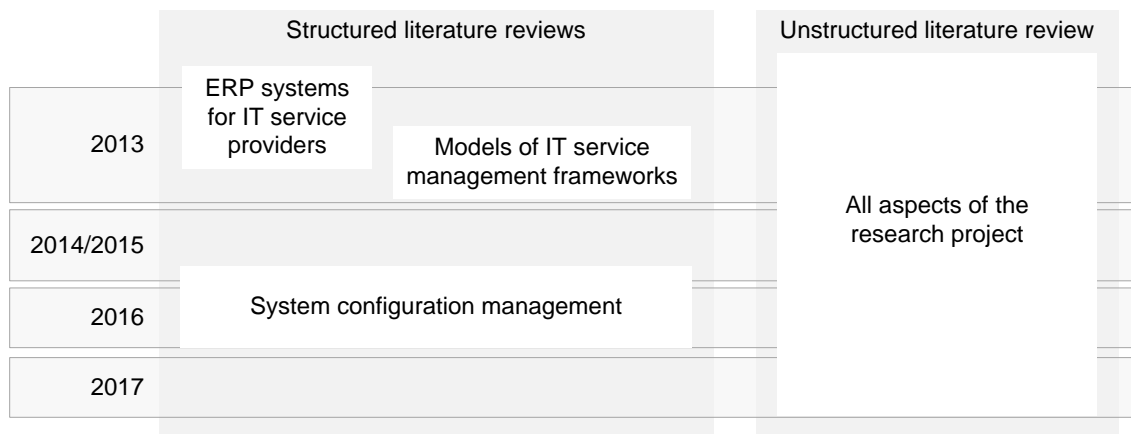 Structured literature reviews
Unstructured literature review
2013
ERP systems
for IT service
providers
Models of IT service
management frameworks
All aspects of the
research project
2014/2015
System configuration management
2016
2017